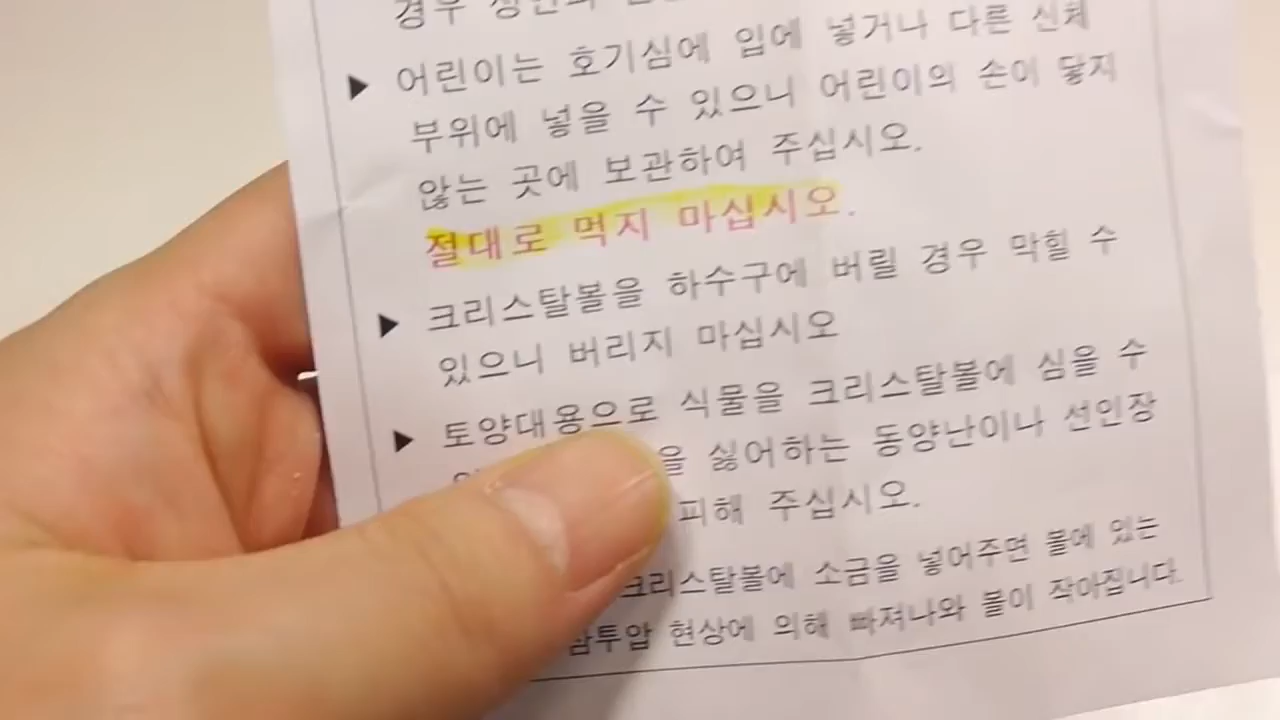 경우
▶ 어린이는 호기심에 입에 넣거나 다른 신체
부위에 넣을 수 있으니 어린이의 손이 닿지
않는 곳에 보관하여 주십시오.
절대로 먹지 마십시오.
▶ 크리스탈볼을 하수구에 버릴 경우 막힐 수
있으니 버리지 마십시오
▶ 토양대용으로 식물을 크리스탈볼에 심을 수
을 싫어하는 동양난이나 선인장
피해 주십시오.
크리스탈볼에 소금을 넣어주면 볼에 있는
삼투압 현상에 의해 빠져나와 볼이 작아집니다.